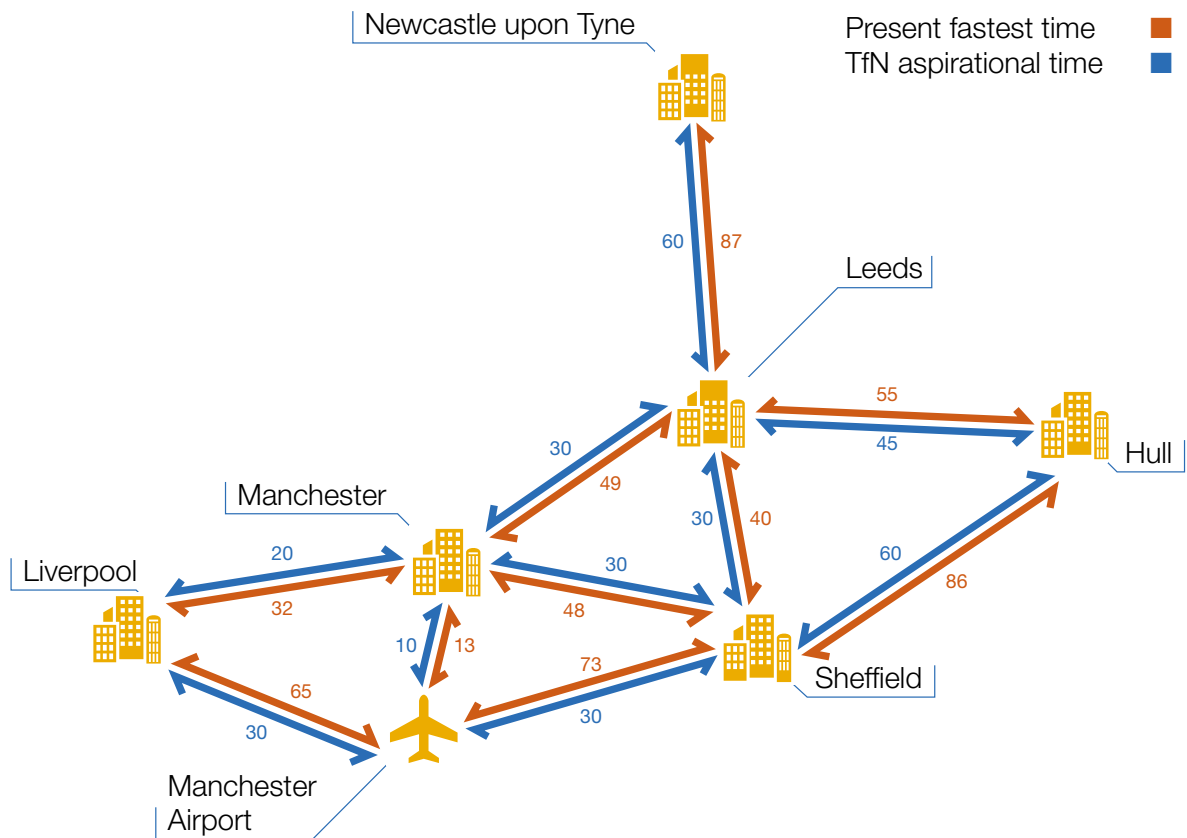 Newcastle upon Tyne
Present fastest time
TfN aspirational time
60
87
Leeds
55
45
Hull
30
49
Manchester
30
40
20
30
60
Liverpool
32
48
86
10
13
73
Sheffield
65
30
30
Manchester
Airport